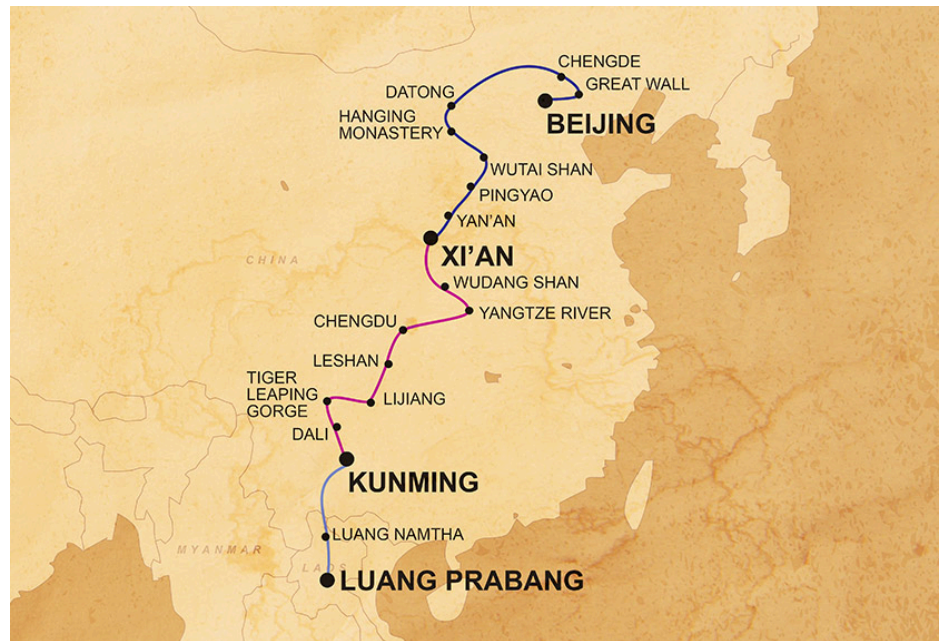 CHENGDE
GREAT WALL
DATONG
BEIJING
HANGING
MONASTERY
WUTAI SHAN
PINGYAO
YAN'AN
XI'AN
CHINA
WUDANG SHAN
YANGTZE RIVER
CHENGDU
LESHAN
TIGER
LEAPING
GORGE
LIJIANG
DALI
KUNMING
LUANG NAMTHA
MYANMAR
LAOS
LUANG PRABANG